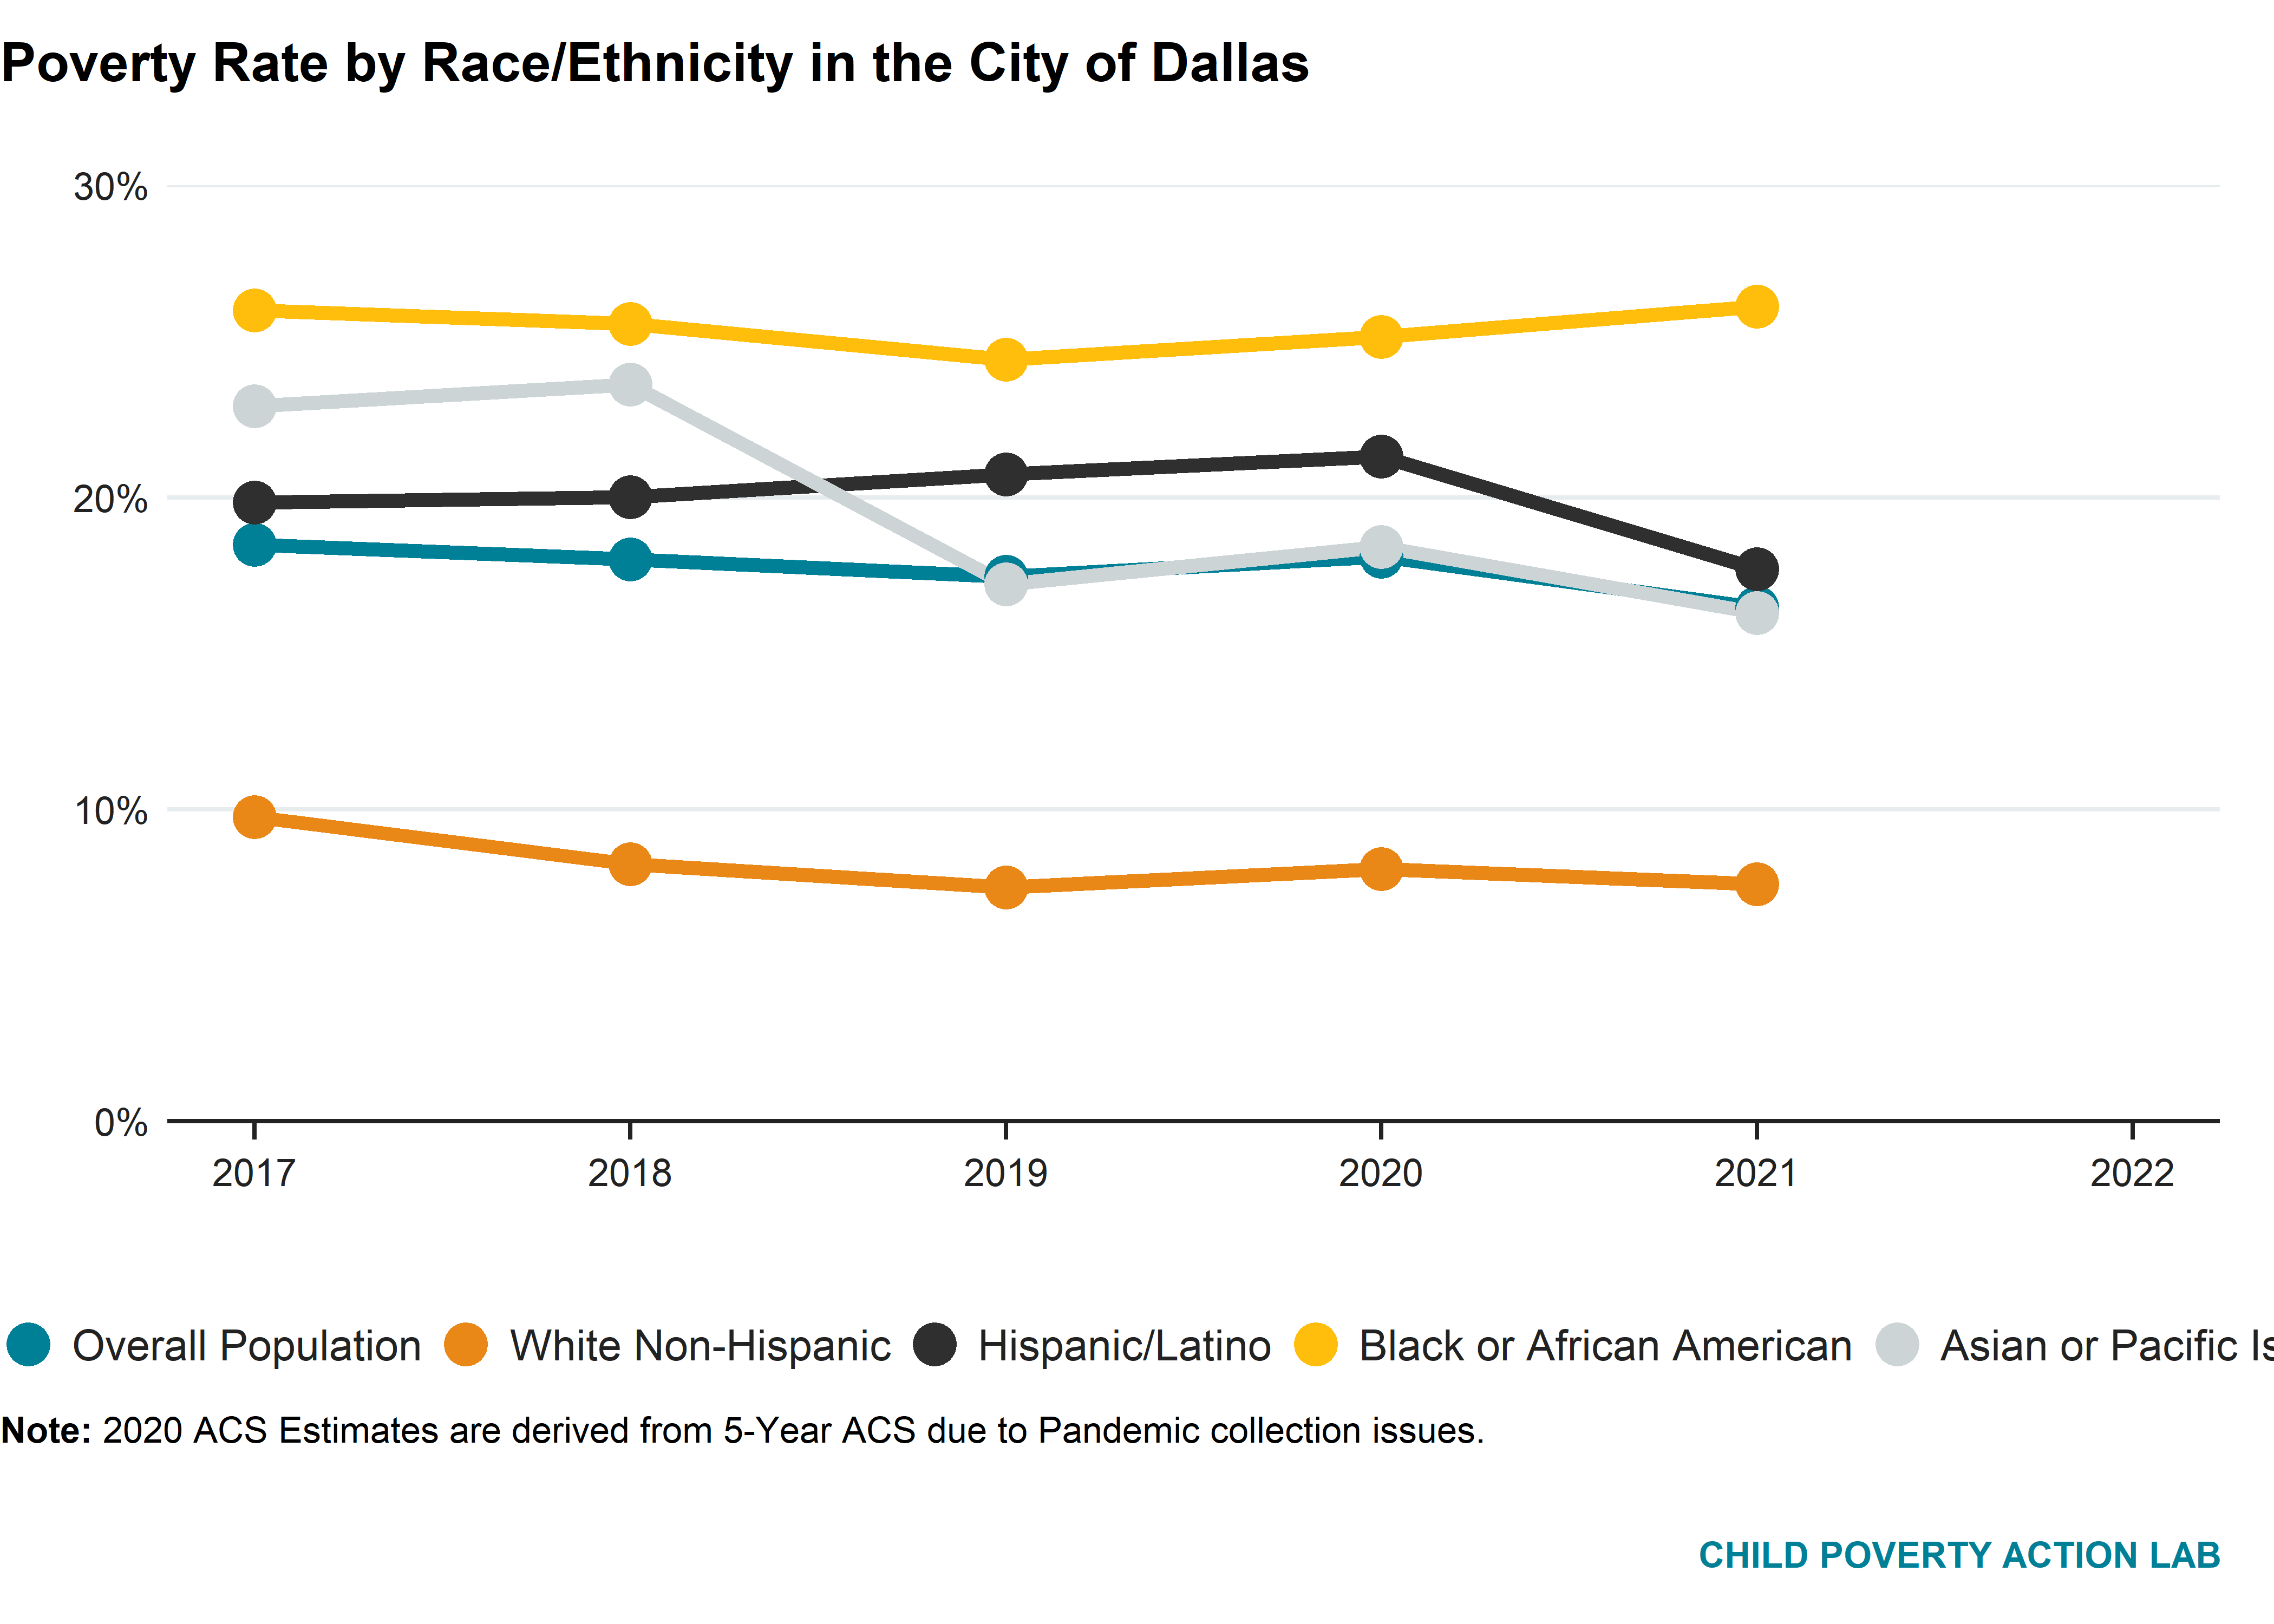 Poverty Rate by Race/Ethnicity in the City of Dallas
30%
20%
10%
0%
2017 2018 2019 2020 2021 2022
Overall Population White Non-Hispanic Hispanic/Latino Black or African American Asian or Pacific
Note: 2020 ACS Estimates are derived from 5-Year ACS due to Pandemic collection issues.
CHILD POVERTY ACTION LAB